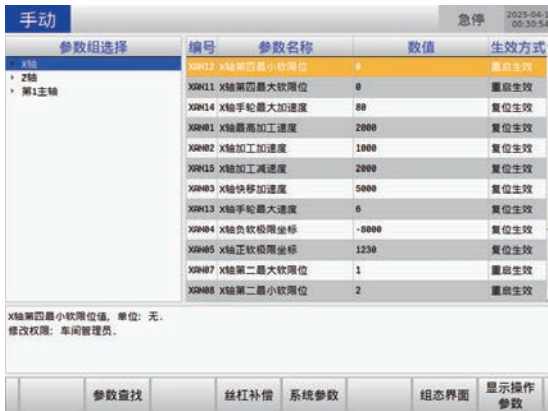 手动
急停
2025-04-1
00:30:54
参数组选择
编号 参数名称 数值 生效方式
X轴
Z轴
第1主轴
XAN12 X轴第四最小软限位 0 重启生效
XAN11 X轴第四最大软限位 0 重启生效
XAN14 X轴手轮最大加速度 80 复位生效
XAN01 X轴最高加工速度 2000 复位生效
XAN02 X轴加工加速度 1000 复位生效
XAN15 X轴加工减速度 2000 复位生效
XAN03 X轴快移加速度 5000 复位生效
XAN13 X轴手轮最大速度 6 复位生效
XAN04 X轴负软极限坐标 -8000 复位生效
XAN05 X轴正软极限坐标 1230 复位生效
XAN07 X轴第二最大软限位 1 重启生效
XAN08 X轴第二最小软限位 2 重启生效
X轴第四最小软限位值, 单位: 无.
修改权限: 车间管理员.
参数查找 丝杠补偿 系统参数 组态界面 显示操作
参数